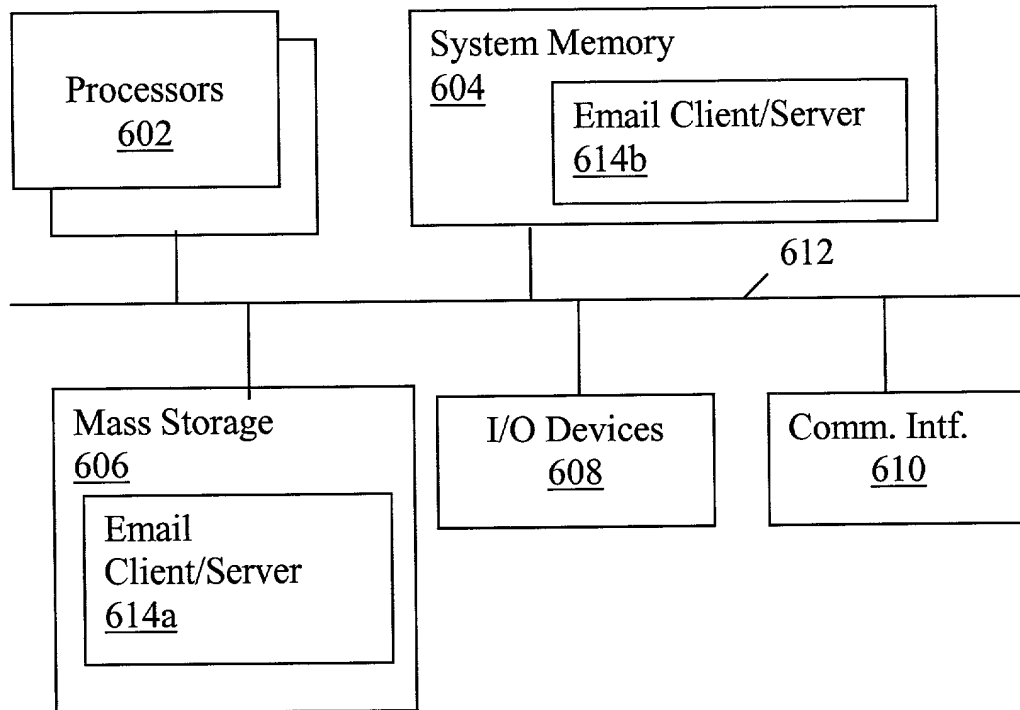 Processors
602
System Memory
604
Email Client/Server
614b
612
Mass Storage
606
Email
Client/Server
614a
I/O Devices
608
Comm. Intf.
610